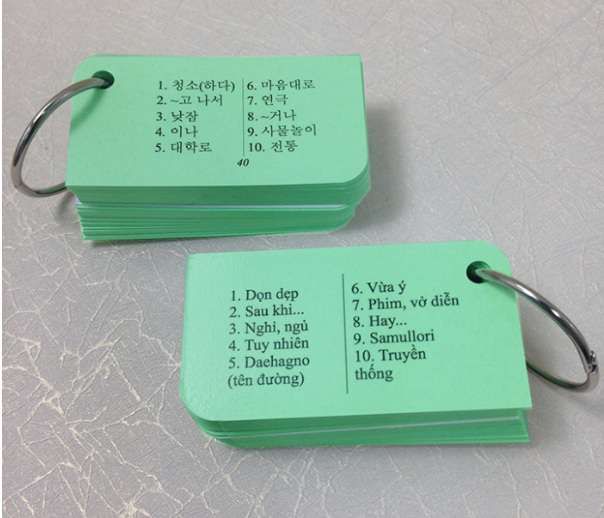 1. 청소(하다)
2. ~고 나서
3. 낮잠
4. 이나
5. 대학로
6. 마음대로
7. 연극
8. ~거나
9. 사물놀이
10. 전통
40
1. Dọn dẹp
2. Sau khi...
3. Nghi, ngủ
4. Tuy nhiên
5. Daehagno
(tên đường)
6. Vừa ý
7. Phim, vở diễn
8. Hay...
9. Samullori
10. Truyền
thống